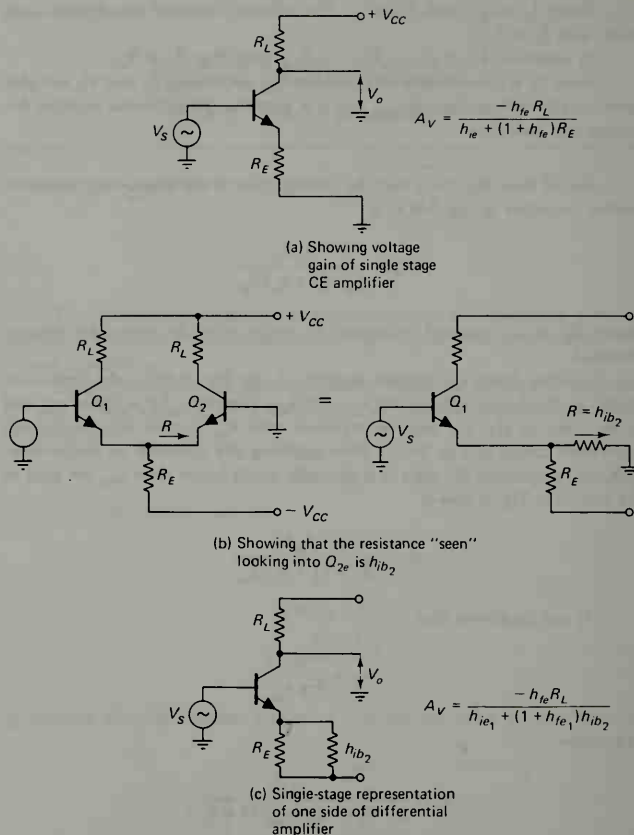 + V_CC
R_L
V_o
V_S
R_E
A_V = −h_fe R_L / h_ie + (1 + h_fe)R_E
(a) Showing voltage
gain of single stage
CE amplifier
+ V_CC
R_L
R_L
Q_1
Q_2
R
R_E
− V_CC
=
Q_1
R = h_ib2
V_S
R_E
(b) Showing that the resistance "seen"
looking into Q_2e is h_ib2
R_L
V_o
V_S
R_E
h_ib2
A_V = −h_fe R_L / h_ie1 + (1 + h_fe1)h_ib2
(c) Single-stage representation
of one side of differential
amplifier